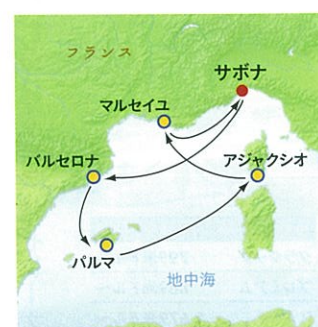 フランス
サボナ
マルセイユ
バルセロナ
アジャクシオ
パルマ
地中海